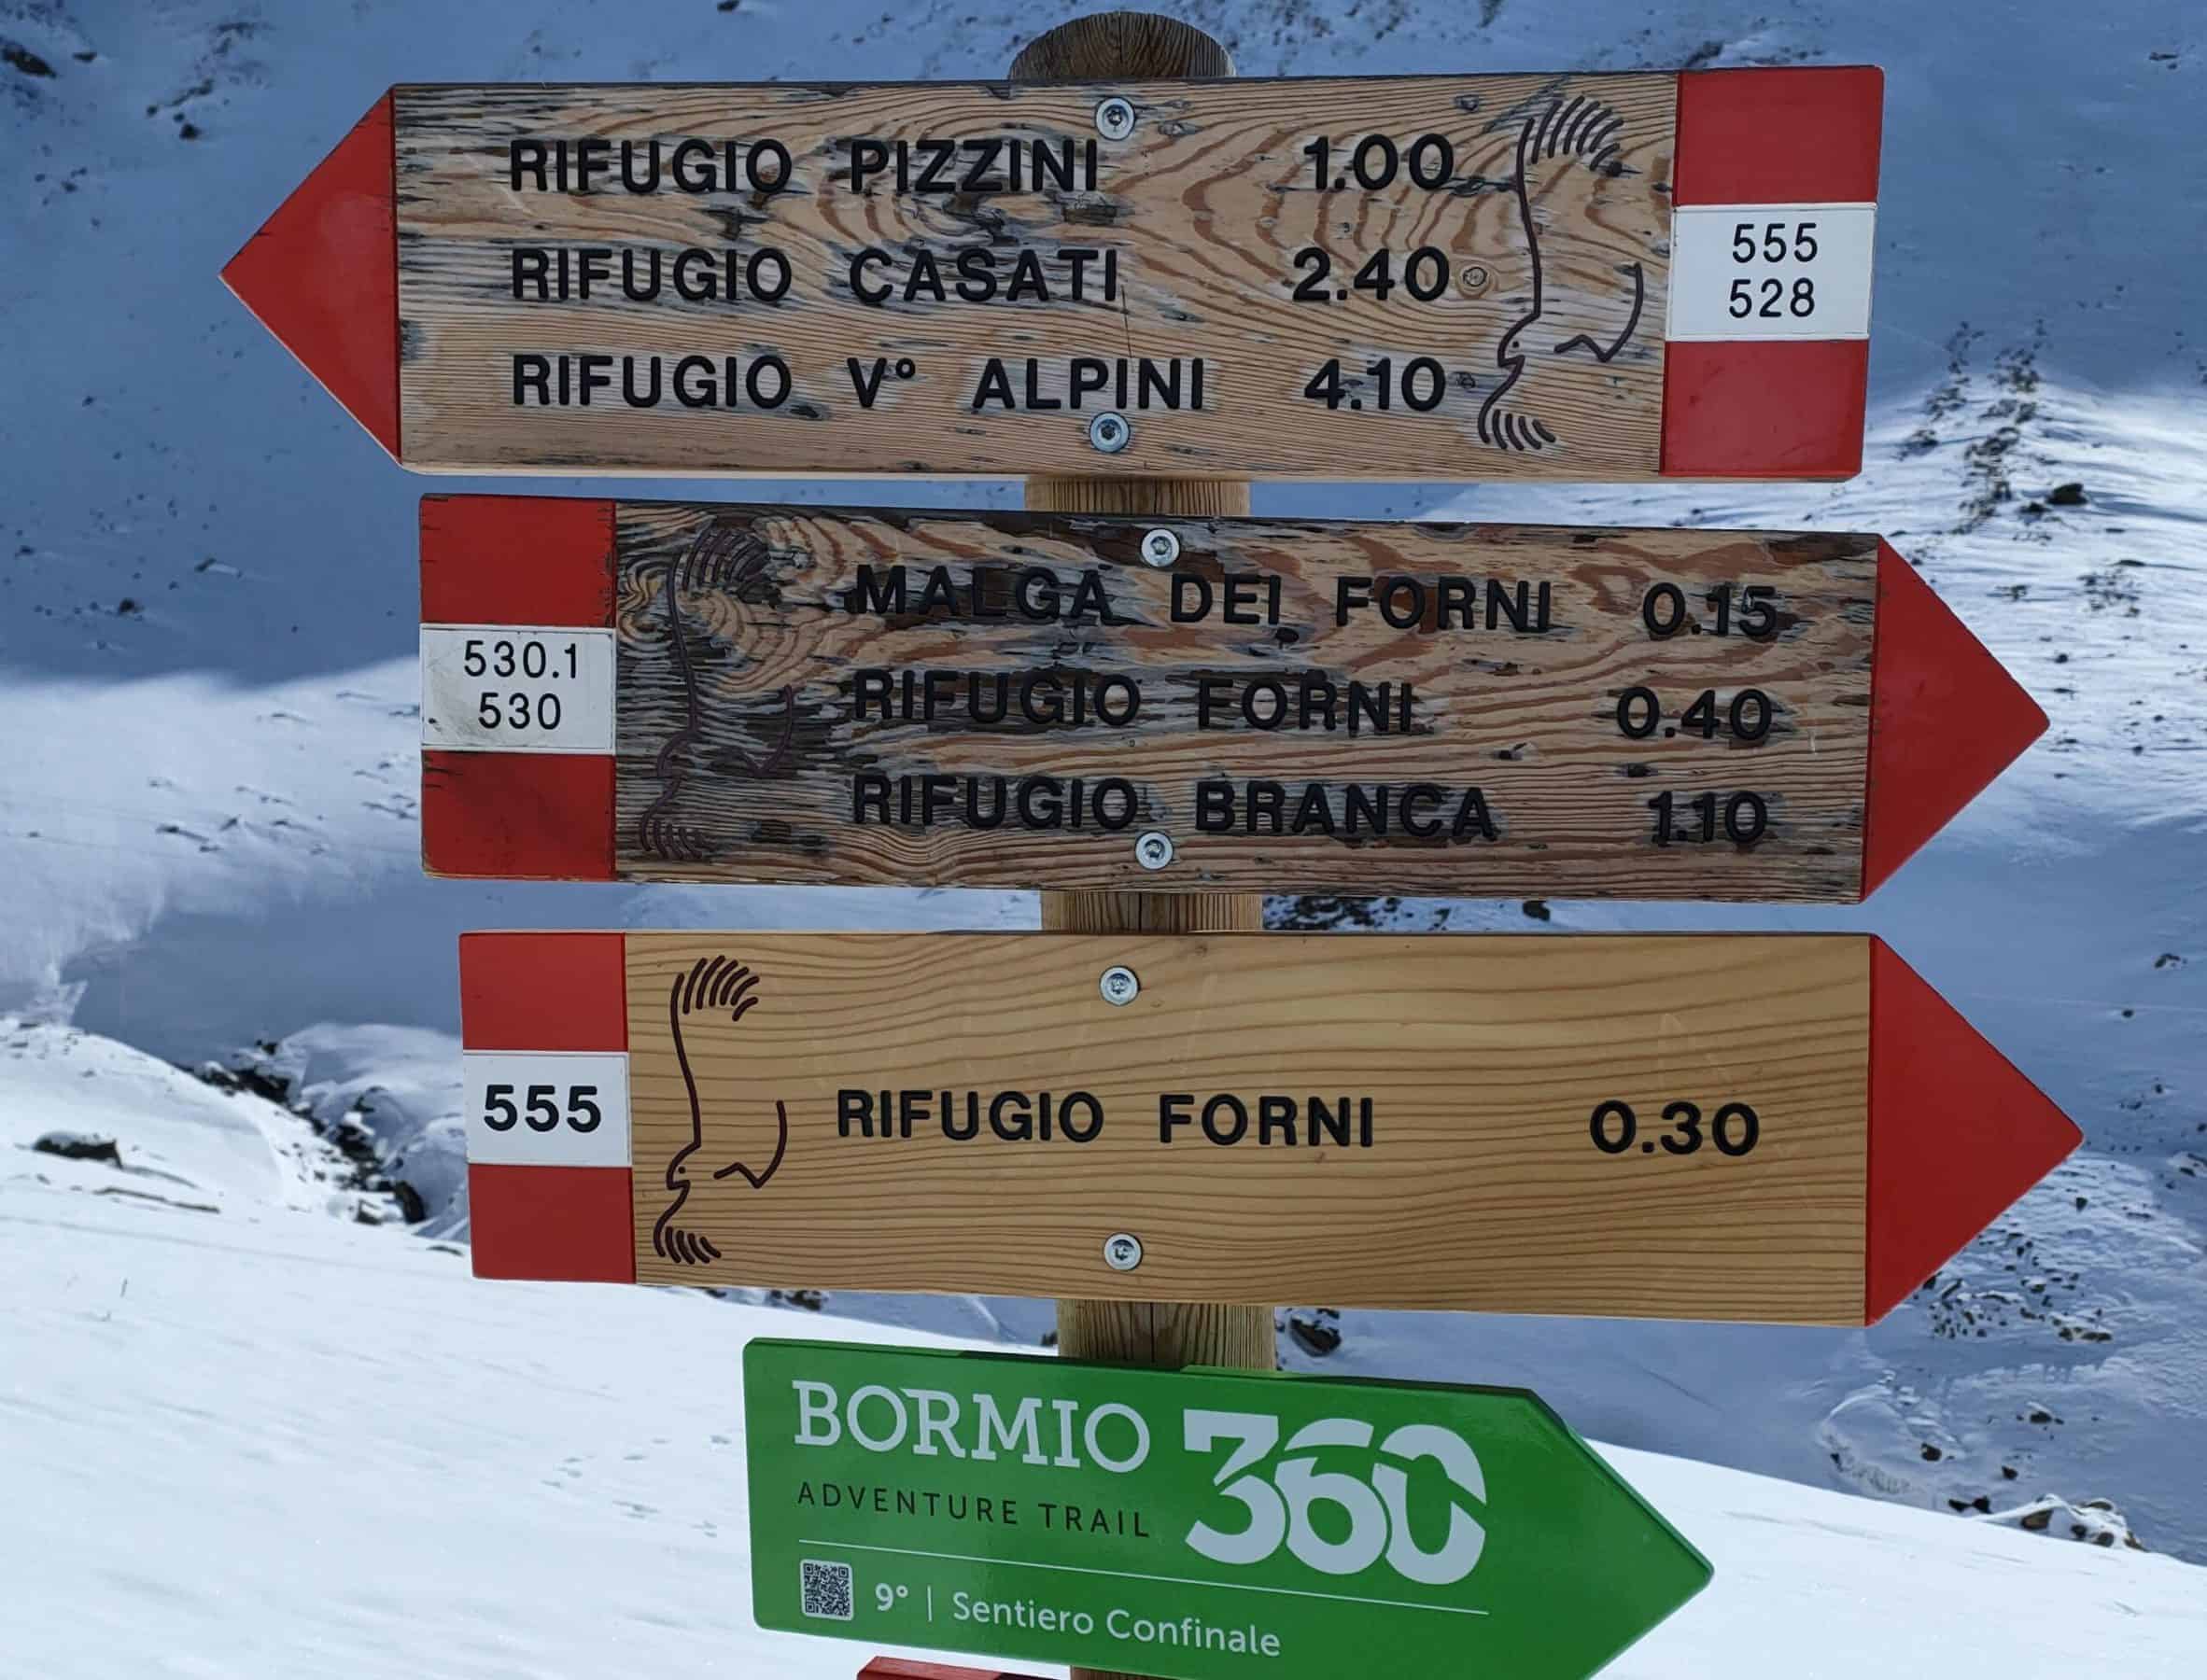 RIFUGIO PIZZINI 1.00
RIFUGIO CASATI 2.40
RIFUGIO V° ALPINI 4.10
555
528
530.1
530
MALGA DEI FORNI 0.15
RIFUGIO FORNI 0.40
RIFUGIO BRANCA 1.10
555
RIFUGIO FORNI 0.30
BORMIO 360
ADVENTURE TRAIL
9° | Sentiero Confinale